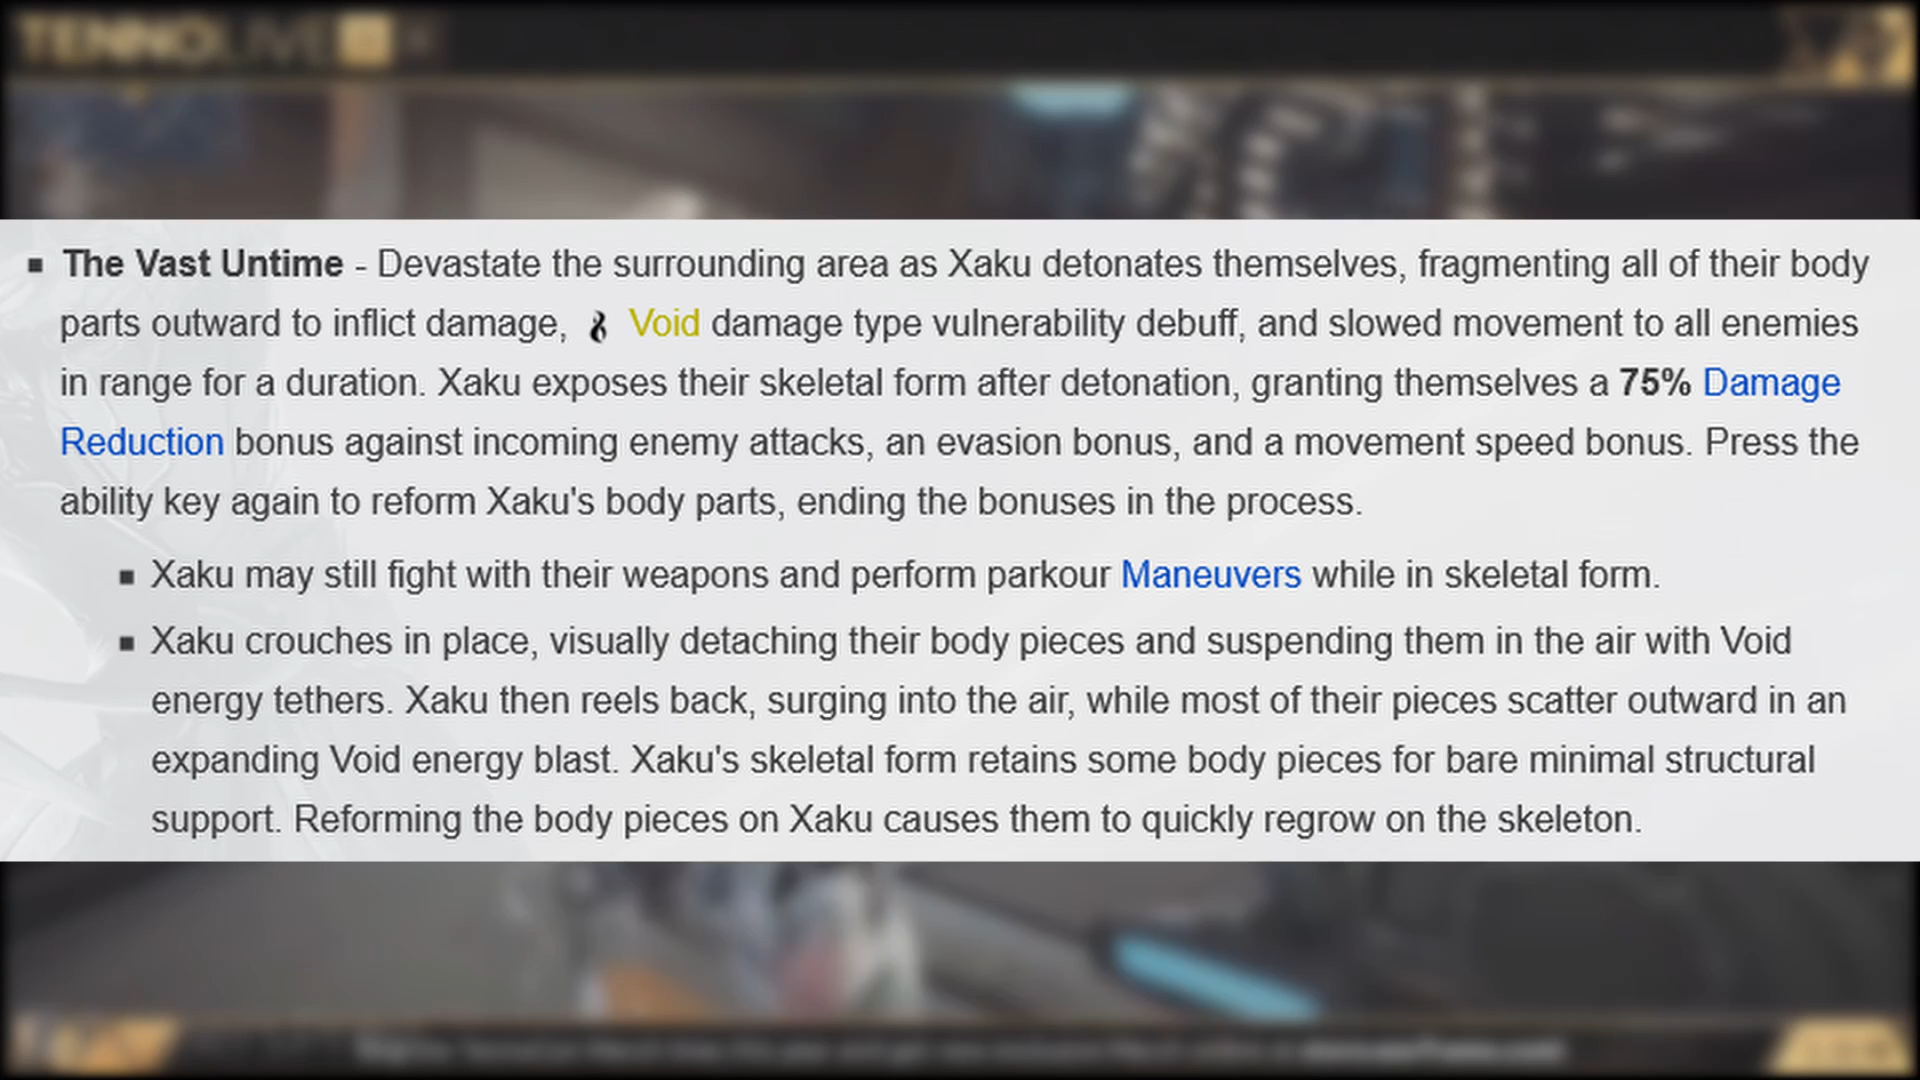 TENNOLIVE
■ The Vast Untime - Devastate the surrounding area as Xaku detonates themselves, fragmenting all of their body
parts outward to inflict damage, Void damage type vulnerability debuff, and slowed movement to all enemies
in range for a duration. Xaku exposes their skeletal form after detonation, granting themselves a 75% Damage
Reduction bonus against incoming enemy attacks, an evasion bonus, and a movement speed bonus. Press the
ability key again to reform Xaku's body parts, ending the bonuses in the process.
■ Xaku may still fight with their weapons and perform parkour Maneuvers while in skeletal form.
■ Xaku crouches in place, visually detaching their body pieces and suspending them in the air with Void
energy tethers. Xaku then reels back, surging into the air, while most of their pieces scatter outward in an
expanding Void energy blast. Xaku's skeletal form retains some body pieces for bare minimal structural
support. Reforming the body pieces on Xaku causes them to quickly regrow on the skeleton.